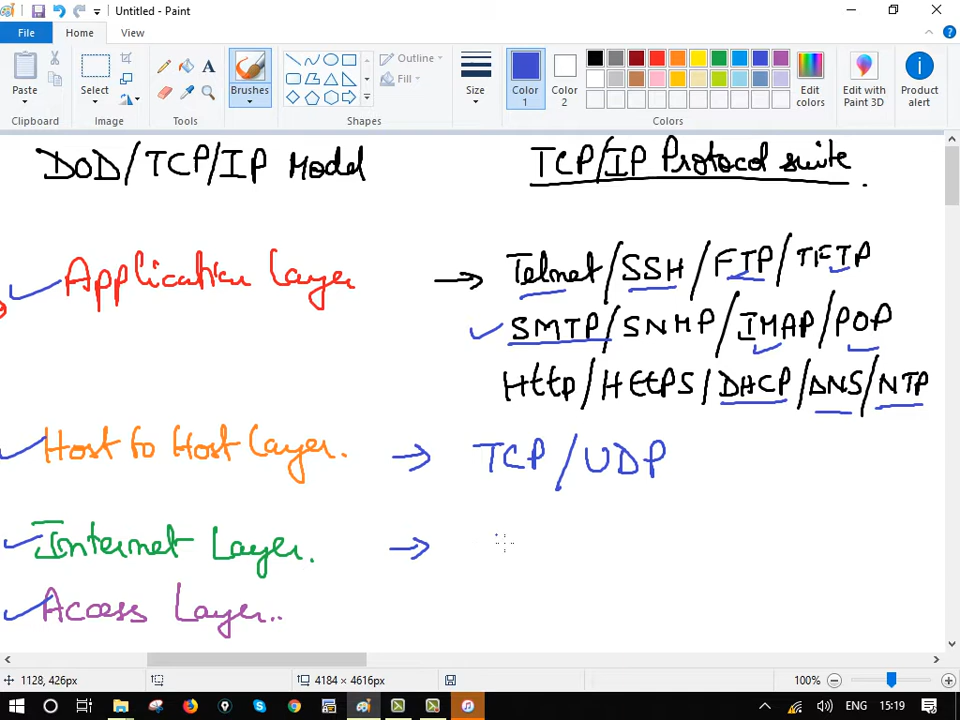 Untitled - Paint
File Home View
Paste Select Brushes Outline Fill Size Color 1 Color 2 Edit colors Edit with Paint 3D Product alert
Clipboard Image Tools Shapes Colors
DOD/TCP/IP Model TCP/IP Protocol suite.
Application Layer → Telnet/SSH/FTP/TFTP
SMTP/SNMP/IMAP/POP
Http/HttPS/DHCP/DNS/NTP
Host to Host Layer. → TCP/UDP
Internet Layer. →
Access Layer..
1128, 426px 4184 × 4616px 100%
ENG 15:19